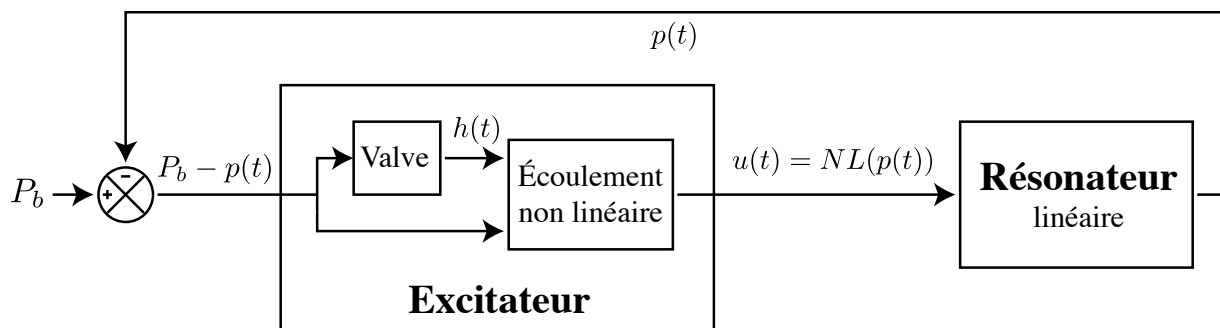 p(t)
P_b
+
-
P_b − p(t)
Valve
h(t)
Écoulement
non linéaire
Excitateur
u(t) = NL(p(t))
Résonateur
linéaire